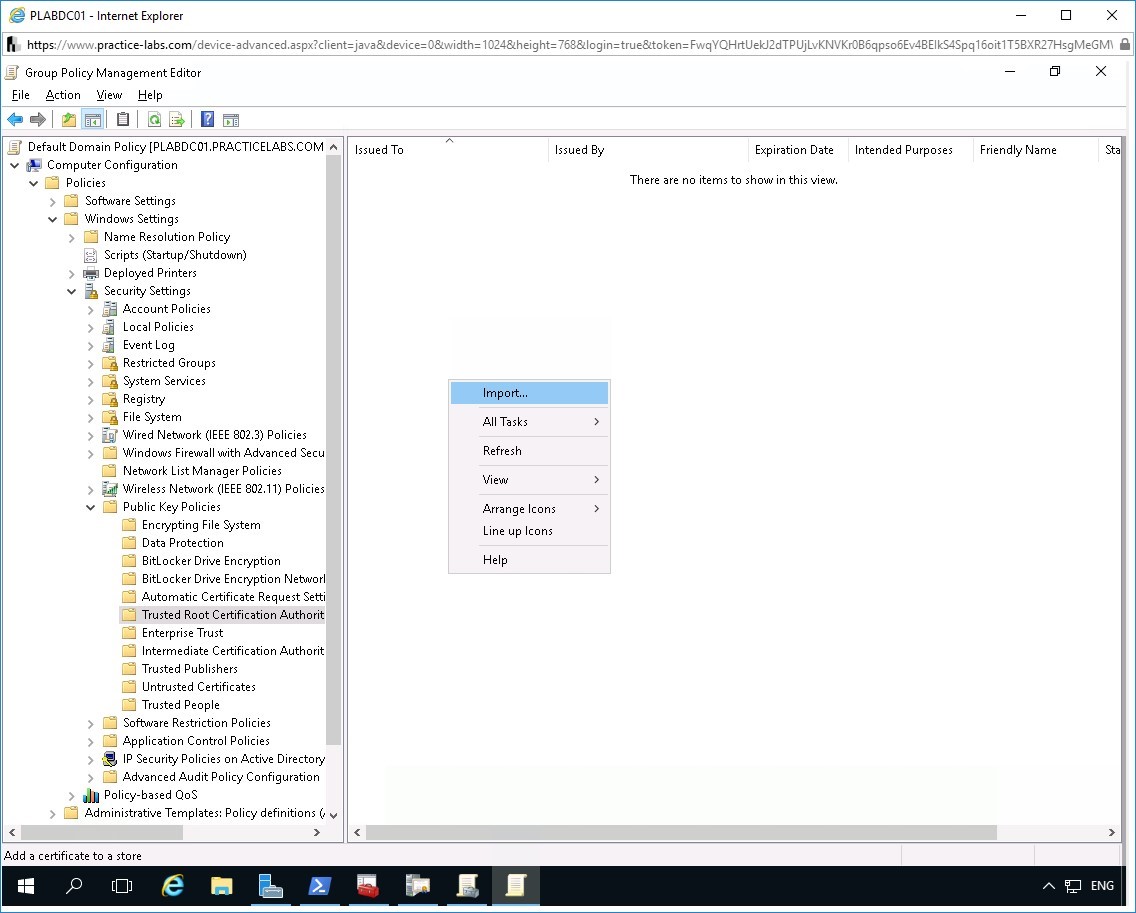 PLABDC01 - Internet Explorer
https://www.practice-labs.com/device-advanced.aspx?client=java&device=0&width=1024&height=768&login=true&token=FwqYQHrtUekJ2dTPUjLvKNVKr0B6qpso6Ev4BElkS4Spq16oit1T5BXR27HsgMeGM
Group Policy Management Editor
File Action View Help
Default Domain Policy [PLABDC01.PRACTICELABS.COM
Computer Configuration
Policies
Software Settings
Windows Settings
Name Resolution Policy
Scripts (Startup/Shutdown)
Deployed Printers
Security Settings
Account Policies
Local Policies
Event Log
Restricted Groups
System Services
Registry
File System
Wired Network (IEEE 802.3) Policies
Windows Firewall with Advanced Secu
Network List Manager Policies
Wireless Network (IEEE 802.11) Policies
Public Key Policies
Encrypting File System
Data Protection
BitLocker Drive Encryption
BitLocker Drive Encryption Network
Automatic Certificate Request Setti
Trusted Root Certification Authorit
Enterprise Trust
Intermediate Certification Authorit
Trusted Publishers
Untrusted Certificates
Trusted People
Software Restriction Policies
Application Control Policies
IP Security Policies on Active Directory
Advanced Audit Policy Configuration
Policy-based QoS
Administrative Templates: Policy definitions (
Issued To Issued By Expiration Date Intended Purposes Friendly Name Sta
There are no items to show in this view.
Import...
All Tasks
Refresh
View
Arrange Icons
Line up Icons
Help
Add a certificate to a store
ENG